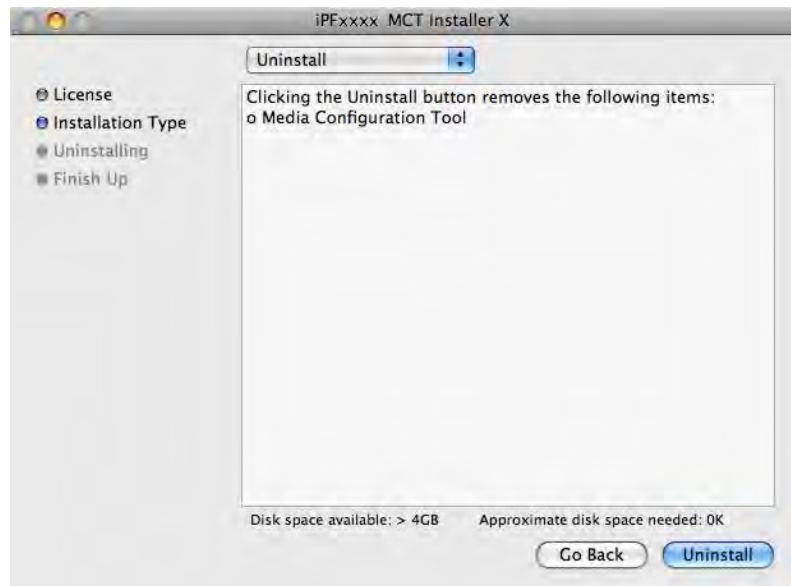 iPFxxxx MCT Installer X
Uninstall
License
Installation Type
Uninstalling
Finish Up
Clicking the Uninstall button removes the following items:
o Media Configuration Tool
Disk space available: > 4GB Approximate disk space needed: 0K
Go Back Uninstall